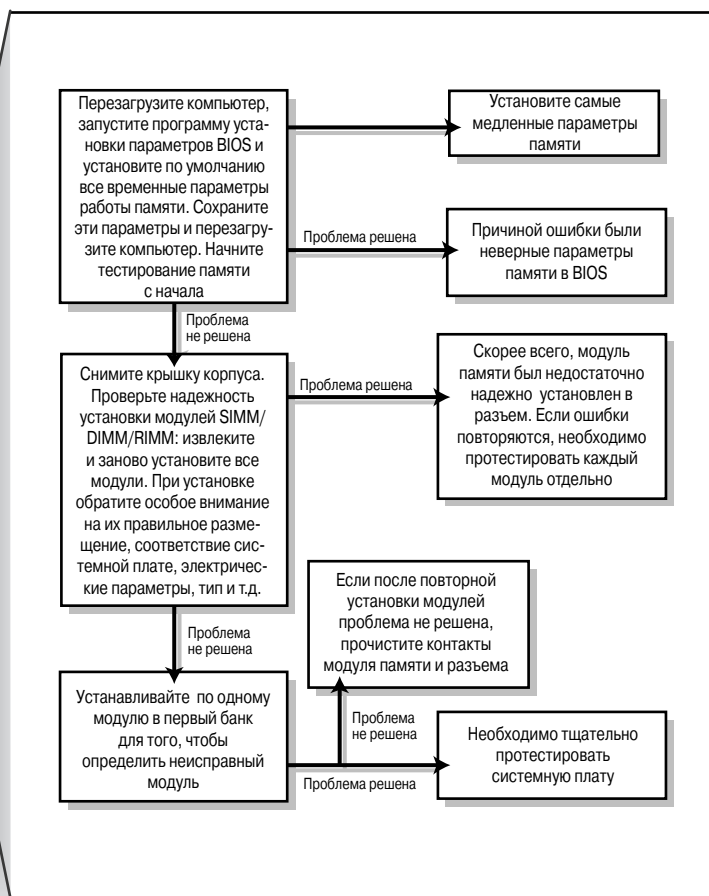 Перезагрузите компьютер,
запустите программу уста-
новки параметров BIOS и
установите по умолчанию
все временные параметры
работы памяти. Сохраните
эти параметры и перезагру-
зите компьютер. Начните
тестирование памяти
с начала
Установите самые
медленные параметры
памяти
Проблема решена
Причиной ошибки были
неверные параметры
памяти в BIOS
Проблема
не решена
Снимите крышку корпуса.
Проверьте надежность
установки модулей SIMM/
DIMM/RIMM: извлеките
и заново установите все
модули. При установке
обратите особое внимание
на их правильное разме-
щение, соответствие сис-
темной плате, электричес-
кие параметры, тип и т.д.
Проблема решена
Скорее всего, модуль
памяти был недостаточно
надежно установлен в
разъем. Если ошибки
повторяются, необходимо
протестировать каждый
модуль отдельно
Проблема
не решена
Если после повторной
установки модулей
проблема не решена,
прочистите контакты
модуля памяти и разъема
Устанавливайте по одному
модулю в первый банк
для того, чтобы
определить неисправный
модуль
Проблема
не решена
Проблема решена
Необходимо тщательно
протестировать
системную плату